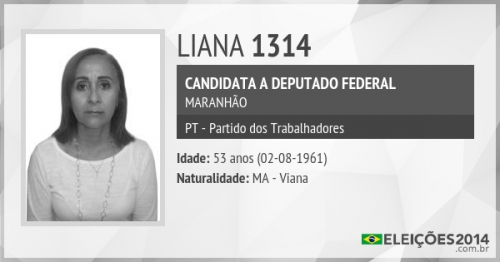 LIANA 1314
CANDIDATA A DEPUTADO FEDERAL
MARANHÃO
PT - Partido dos Trabalhadores
Idade: 53 anos (02-08-1961)
Naturalidade: MA - Viana
ELEIÇÕES2014
.com.br